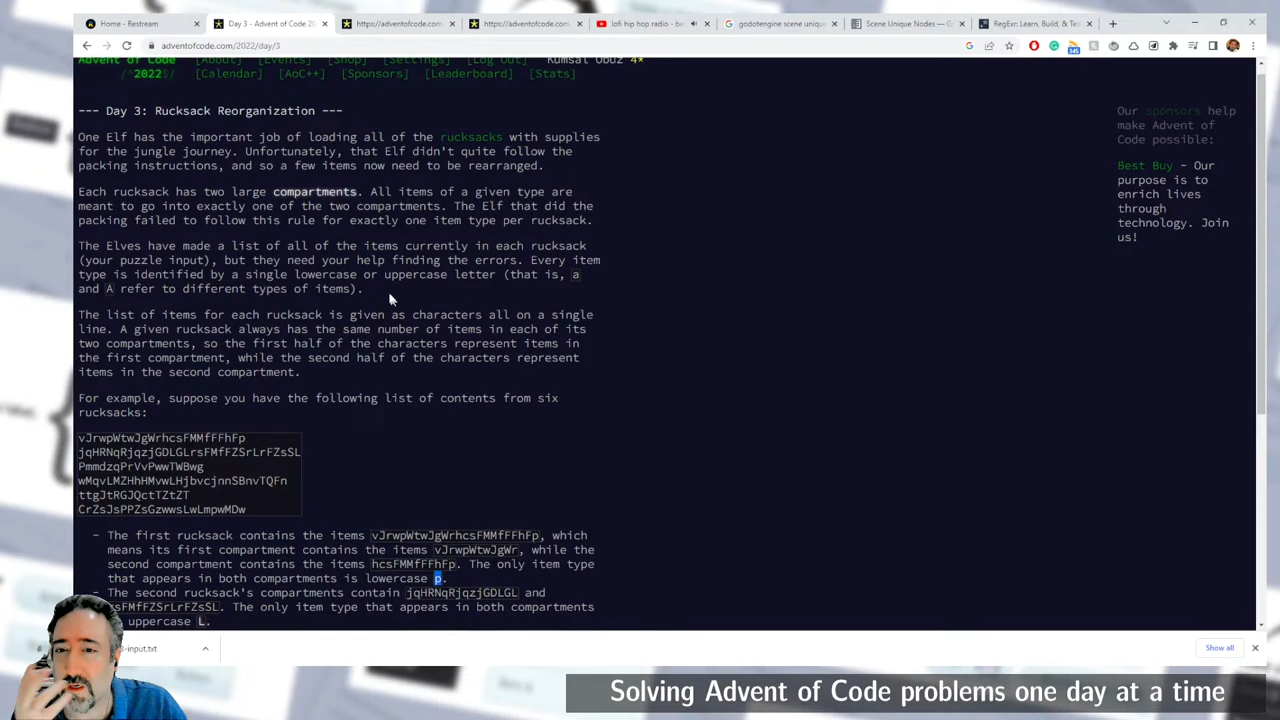 Home - Restream
Day 3 - Advent of Code 20
https://adventofcode.com
https://adventofcode.com
lofi hip hop radio - be
godotengine scene unique
Scene Unique Nodes — G
RegExr: Learn, Build, & Te
adventofcode.com/2022/day/3
145
Advent of Code [About] [Events] [Shop] [Settings] [Log Out] Kumsal Obuz 4*
/^2022$/ [Calendar] [AoC++] [Sponsors] [Leaderboard] [Stats]
--- Day 3: Rucksack Reorganization ---
One Elf has the important job of loading all of the rucksacks with supplies
for the jungle journey. Unfortunately, that Elf didn't quite follow the
packing instructions, and so a few items now need to be rearranged.
Each rucksack has two large compartments. All items of a given type are
meant to go into exactly one of the two compartments. The Elf that did the
packing failed to follow this rule for exactly one item type per rucksack.
The Elves have made a list of all of the items currently in each rucksack
(your puzzle input), but they need your help finding the errors. Every item
type is identified by a single lowercase or uppercase letter (that is, a
and A refer to different types of items).
The list of items for each rucksack is given as characters all on a single
line. A given rucksack always has the same number of items in each of its
two compartments, so the first half of the characters represent items in
the first compartment, while the second half of the characters represent
items in the second compartment.
For example, suppose you have the following list of contents from six
rucksacks:
vJrwpWtwJgWrhcsFMMfFFhFp
jqHRNqRjqzjGDLGLrsFMfFZSrLrFZsSL
PmmdzqPrVvPwwTWBwg
wMqvLMZHhHMvwLHjbvcjnnSBnvTQFn
ttgJtRGJQctTZtZT
CrZsJsPPZsGzwwsLwLmpwMDw
- The first rucksack contains the items vJrwpWtwJgWrhcsFMMfFFhFp, which
means its first compartment contains the items vJrwpWtwJgWr, while the
second compartment contains the items hcsFMMfFFhFp. The only item type
that appears in both compartments is lowercase p.
- The second rucksack's compartments contain jqHRNqRjqzjGDLGL and
rsFMfFZSrLrFZsSL. The only item type that appears in both compartments
uppercase L.
Our sponsors help
make Advent of
Code possible:
Best Buy - Our
purpose is to
enrich lives
through
technology. Join
us!
3-input.txt
Show all
Solving Advent of Code problems one day at a time